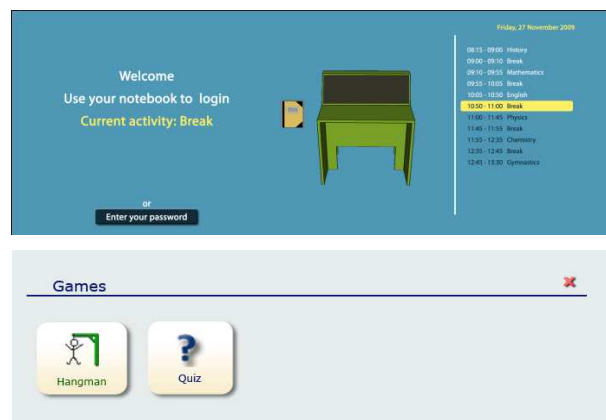 Friday, 27 November 2009
Welcome
Use your notebook to login
Current activity: Break
or
Enter your password
08:15 - 09:00 History
09:00 - 09:10 Break
09:10 - 09:55 Mathematics
09:55 - 10:05 Break
10:05 - 10:50 English
10:50 - 11:00 Break
11:00 - 11:45 Physics
11:45 - 11:55 Break
11:55 - 12:35 Chemistry
12:35 - 12:45 Break
12:45 - 13:30 Gymnastics
Games
Hangman
Quiz